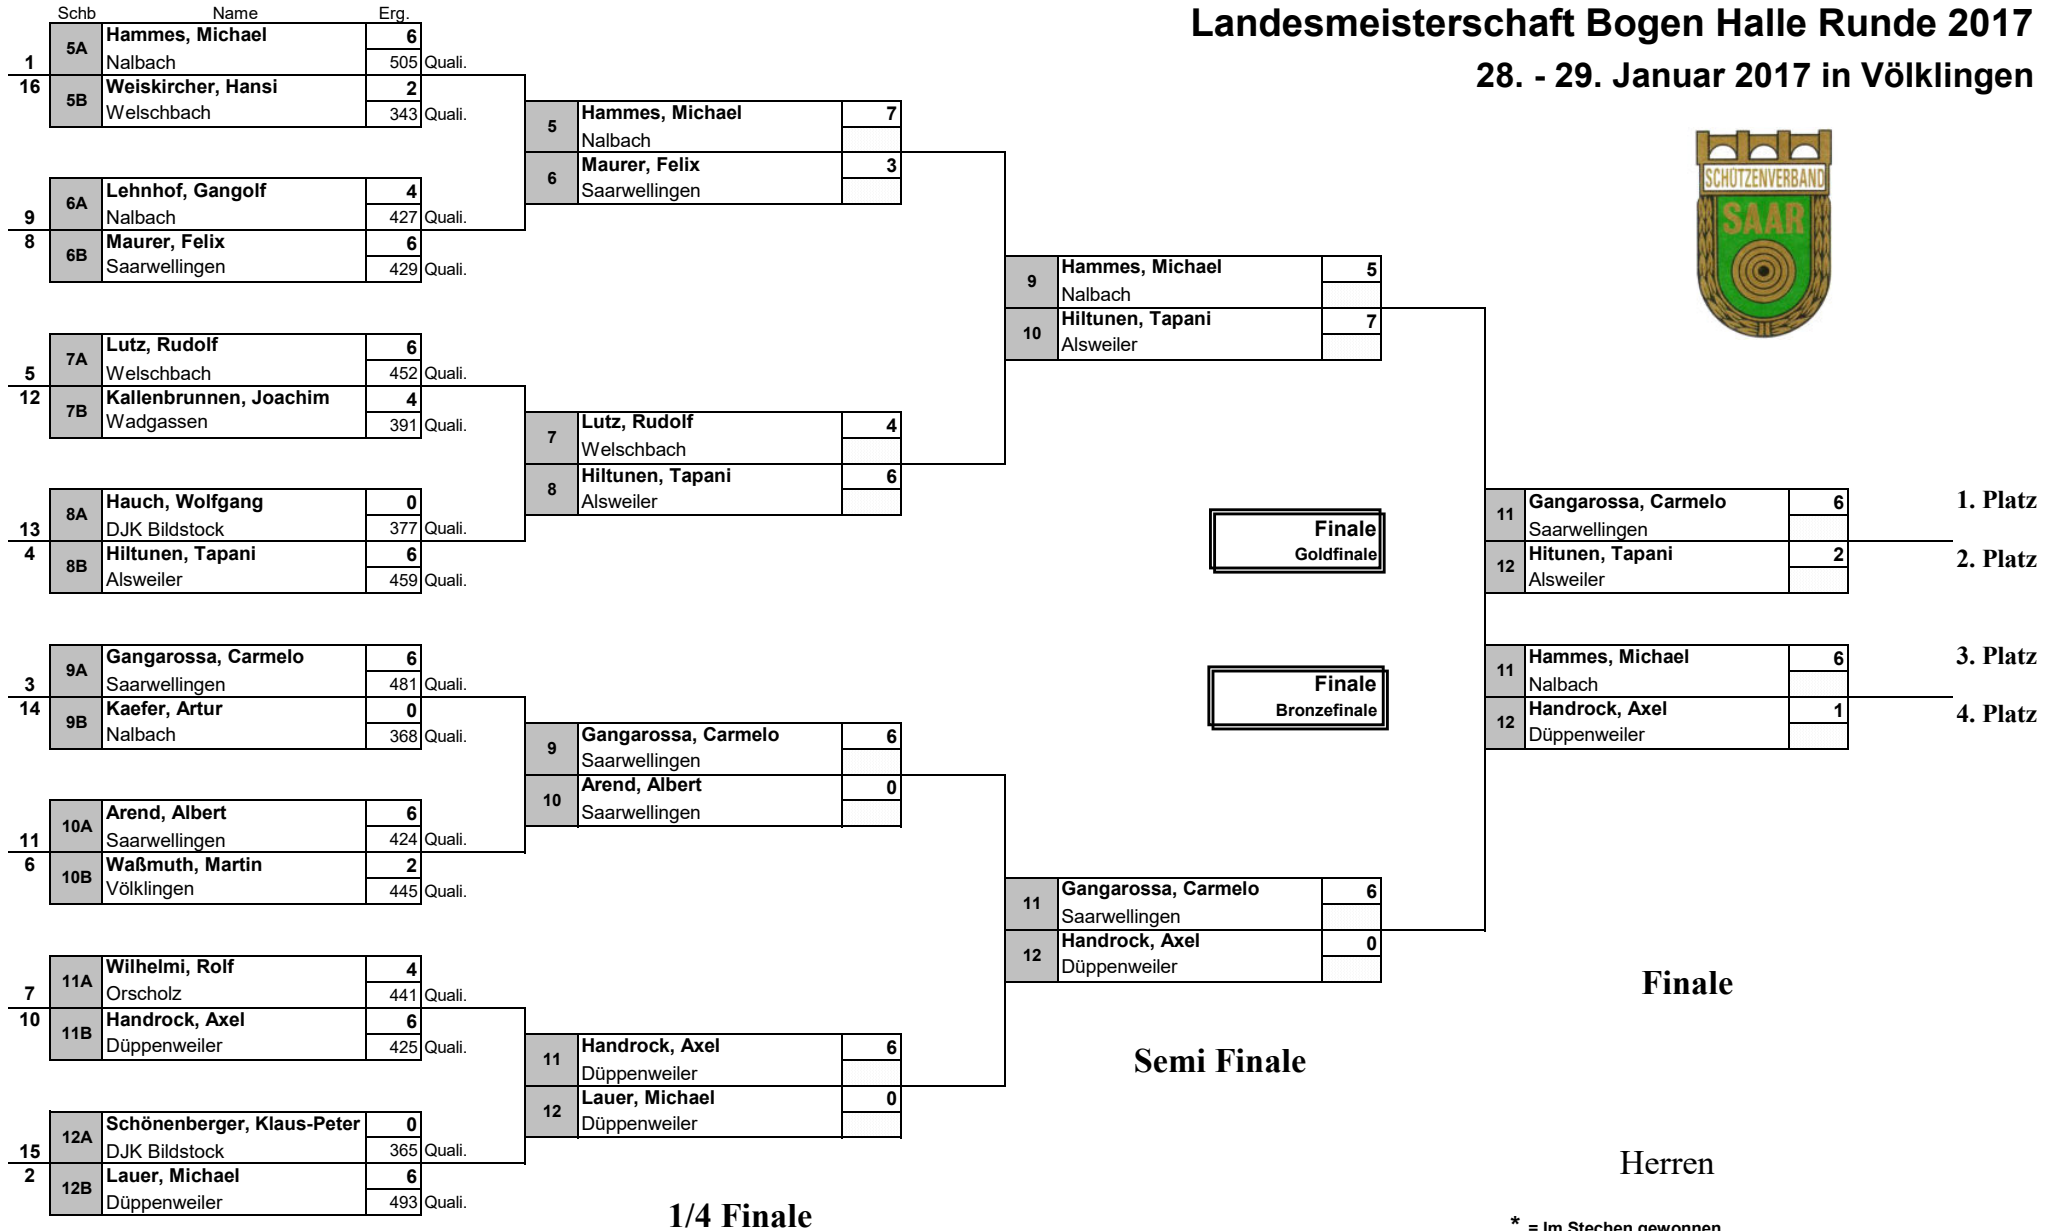 Landesmeisterschaft Bogen Halle Runde 2017
28. - 29. Januar 2017 in Völklingen
SCHÜTZENVERBAND
SAAR
Schb Name Erg.
5A Hammes, Michael 6
1 Nalbach 505 Quali.
16 5B Weiskircher, Hansi 2
Welschbach 343 Quali.
6A Lehnhof, Gangolf 4
9 Nalbach 427 Quali.
8 6B Maurer, Felix 6
Saarwellingen 429 Quali.
7A Lutz, Rudolf 6
5 Welschbach 452 Quali.
12 7B Kallenbrunnen, Joachim 4
Wadgassen 391 Quali.
8A Hauch, Wolfgang 0
13 DJK Bildstock 377 Quali.
4 8B Hiltunen, Tapani 6
Alsweiler 459 Quali.
9A Gangarossa, Carmelo 6
3 Saarwellingen 481 Quali.
14 9B Kaefer, Artur 0
Nalbach 368 Quali.
10A Arend, Albert 6
11 Saarwellingen 424 Quali.
6 10B Waßmuth, Martin 2
Völklingen 445 Quali.
11A Wilhelmi, Rolf 4
7 Orscholz 441 Quali.
10 11B Handrock, Axel 6
Düppenweiler 425 Quali.
12A Schönenberger, Klaus-Peter 0
15 DJK Bildstock 365 Quali.
2 12B Lauer, Michael 6
Düppenweiler 493 Quali.
5 Hammes, Michael 7
Nalbach
6 Maurer, Felix 3
Saarwellingen
7 Lutz, Rudolf 4
Welschbach
8 Hiltunen, Tapani 6
Alsweiler
9 Gangarossa, Carmelo 6
Saarwellingen
10 Arend, Albert 0
Saarwellingen
11 Handrock, Axel 6
Düppenweiler
12 Lauer, Michael 0
Düppenweiler
1/4 Finale
9 Hammes, Michael 5
Nalbach
10 Hiltunen, Tapani 7
Alsweiler
11 Gangarossa, Carmelo 6
Saarwellingen
12 Handrock, Axel 0
Düppenweiler
Semi Finale
Finale
Goldfinale
11 Gangarossa, Carmelo 6 1. Platz
Saarwellingen
12 Hitunen, Tapani 2 2. Platz
Alsweiler
Finale
Bronzefinale
11 Hammes, Michael 6 3. Platz
Nalbach
12 Handrock, Axel 1 4. Platz
Düppenweiler
Finale
Herren
* = Im Stechen gewonnen